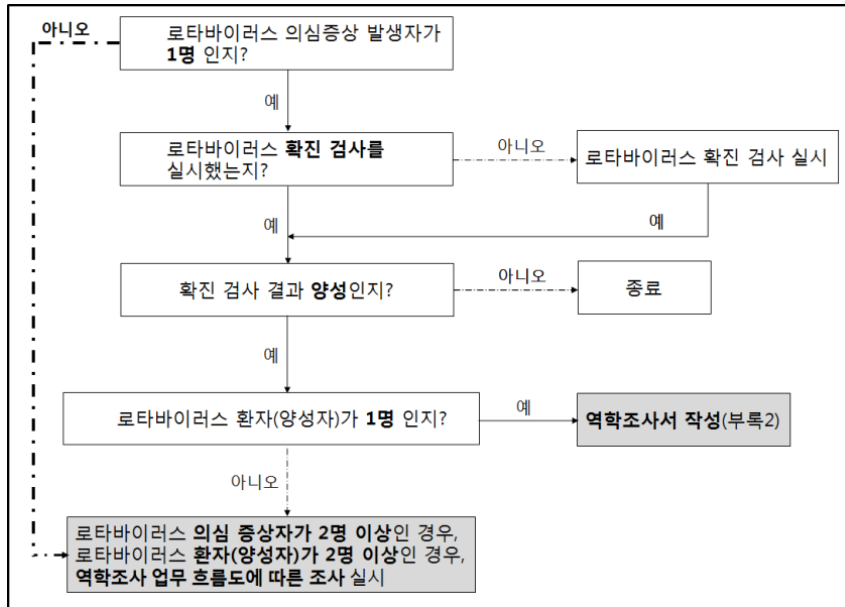 아니오
로타바이러스 의심증상 발생자가
1명 인지?
예
로타바이러스 확진 검사를
실시했는지?
아니오
로타바이러스 확진 검사 실시
예
예
확진 검사 결과 양성인지?
아니오
종료
예
로타바이러스 환자(양성자)가 1명 인지?
예
역학조사서 작성(부록2)
아니오
로타바이러스 의심 증상자가 2명 이상인 경우,
로타바이러스 환자(양성자)가 2명 이상인 경우,
역학조사 업무 흐름도에 따른 조사 실시